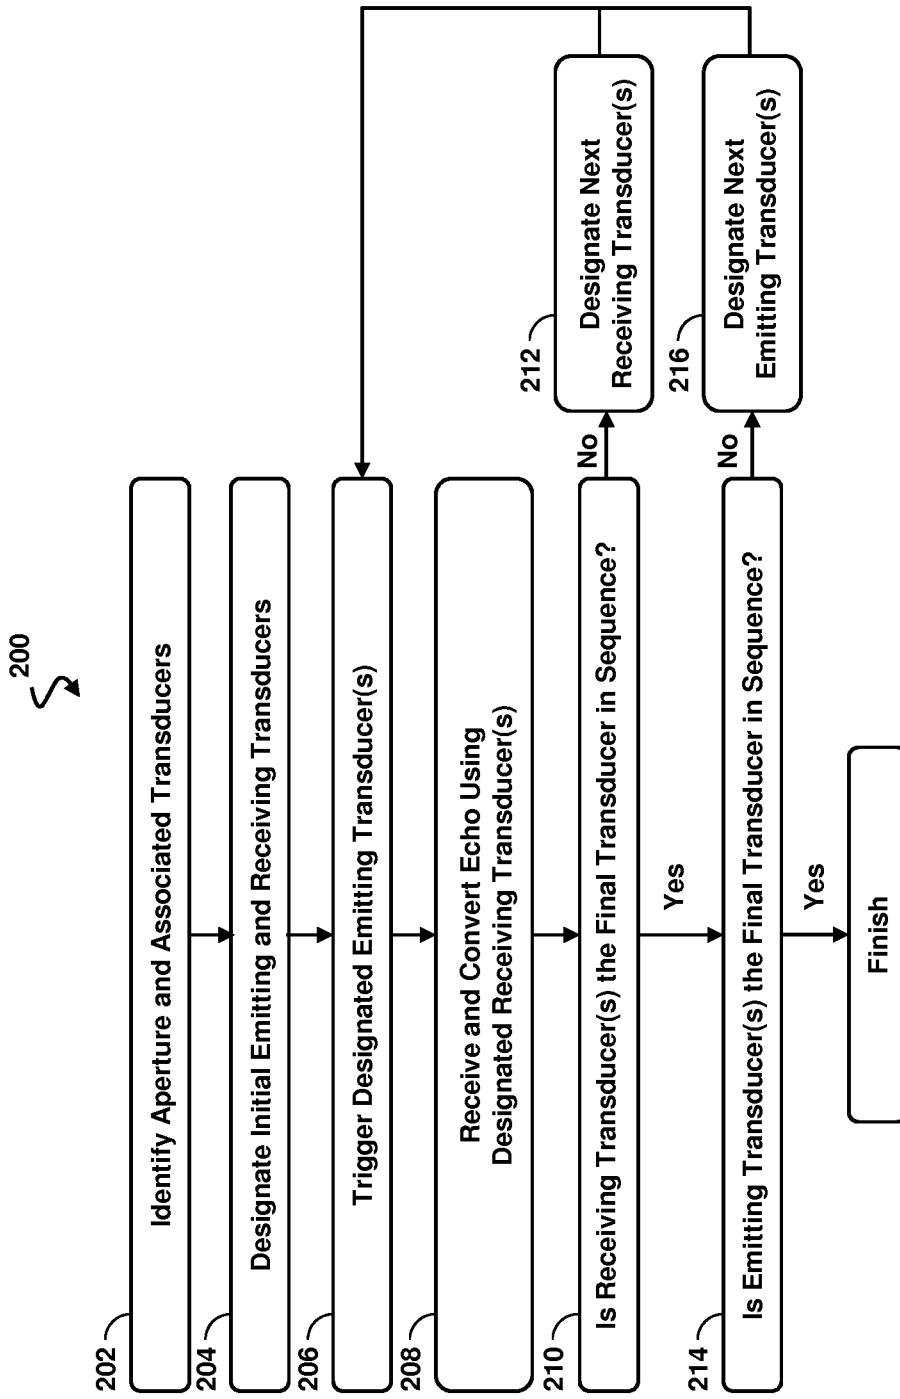 200
202
Identify Aperture and Associated Transducers
204
Designate Initial Emitting and Receiving Transducers
206
Trigger Designated Emitting Transducer(s)
208
Receive and Convert Echo Using
Designated Receiving Transducer(s)
210
Is Receiving Transducer(s) the Final Transducer in Sequence?
No
212
Designate Next
Receiving Transducer(s)
Yes
214
Is Emitting Transducer(s) the Final Transducer in Sequence?
No
216
Designate Next
Emitting Transducer(s)
Yes
Finish